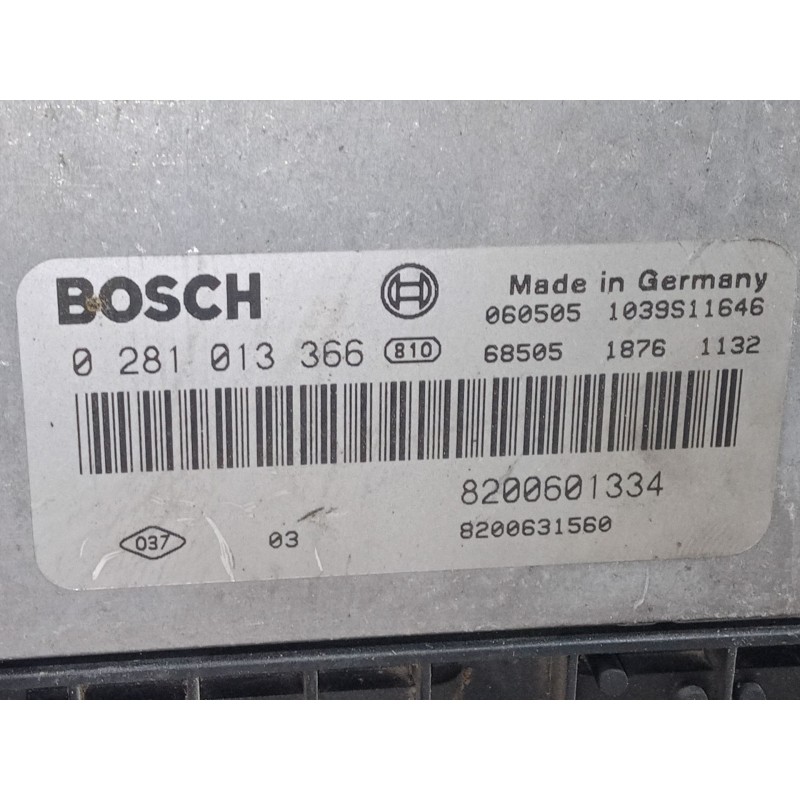 BOSCH
Made in Germany
060505 1039S11646
0 281 013 366 810
68505 1876 1132
8200601334
037 03
8200631560